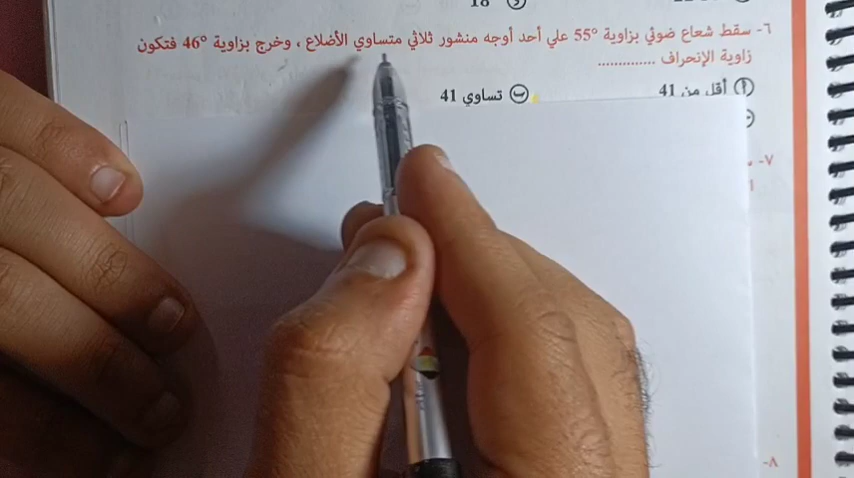 18 د
٦- سقط شعاع ضوئي بزاوية 55° علي أحد أوجه منشور ثلاثي متساوي الأضلاع ، وخرج بزاوية 46° فتكون
زاوية الإنحراف ..............
أ أقل من 41 ب تساوي 41
٧-
٨-